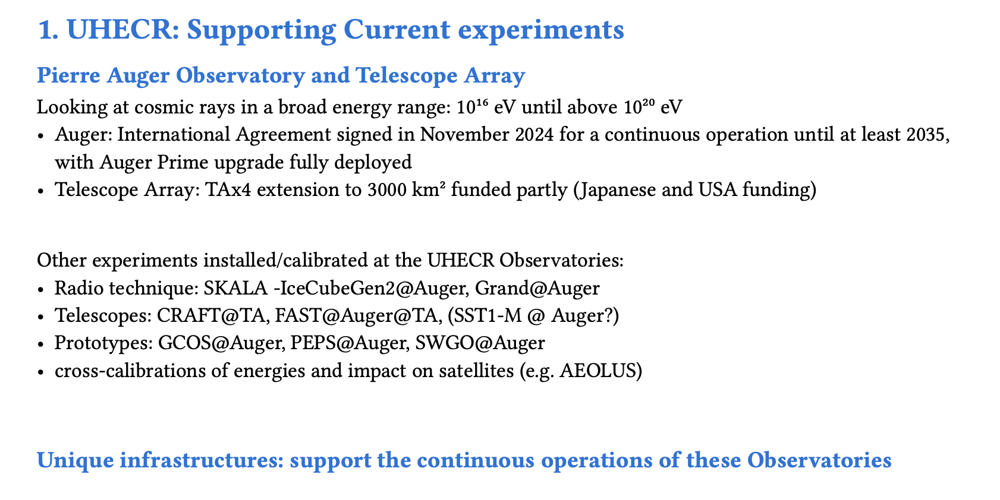 1. UHECR: Supporting Current experiments
Pierre Auger Observatory and Telescope Array
Looking at cosmic rays in a broad energy range: 10¹⁶ eV until above 10²⁰ eV
• Auger: International Agreement signed in November 2024 for a continuous operation until at least 2035,
with Auger Prime upgrade fully deployed
• Telescope Array: TAx4 extension to 3000 km² funded partly (Japanese and USA funding)
Other experiments installed/calibrated at the UHECR Observatories:
• Radio technique: SKALA -IceCubeGen2@Auger, Grand@Auger
• Telescopes: CRAFT@TA, FAST@Auger@TA, (SST1-M @ Auger?)
• Prototypes: GCOS@Auger, PEPS@Auger, SWGO@Auger
• cross-calibrations of energies and impact on satellites (e.g. AEOLUS)
Unique infrastructures: support the continuous operations of these Observatories